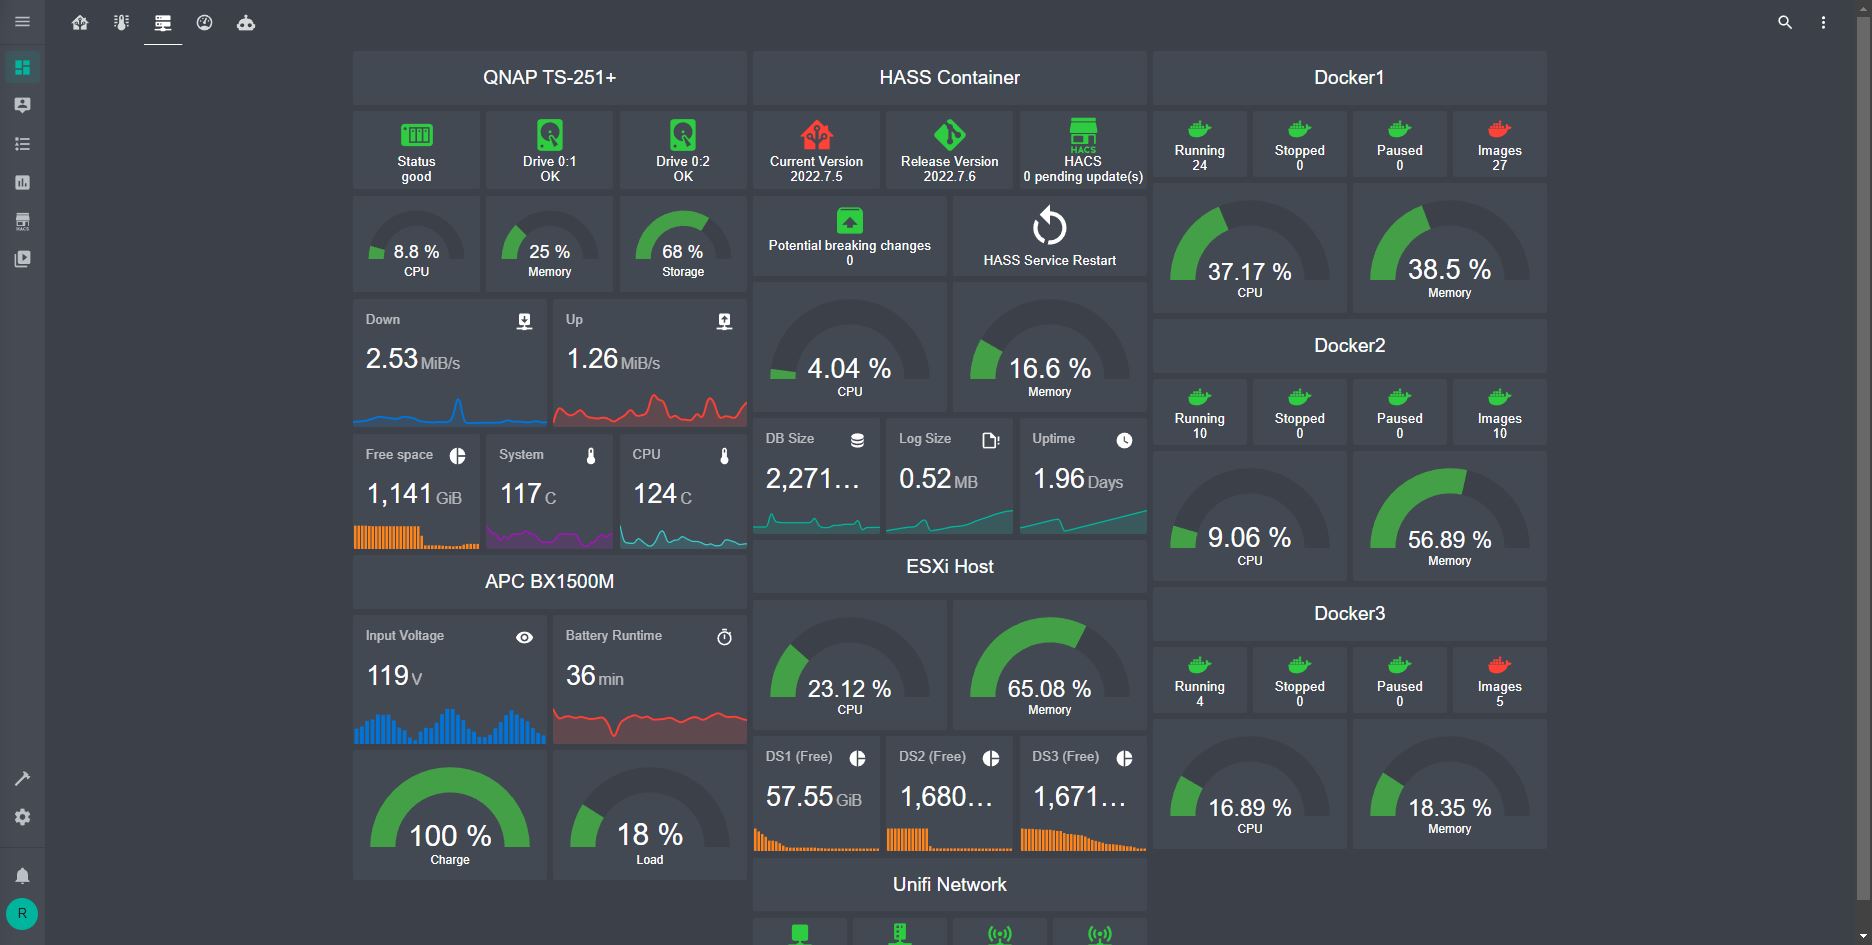 QNAP TS-251+
Status
good
Drive 0:1
OK
Drive 0:2
OK
8.8 %
CPU
25 %
Memory
68 %
Storage
Down
2.53 MiB/s
Up
1.26 MiB/s
Free space
1,141 GiB
System
117 C
CPU
124 C
APC BX1500M
Input Voltage
119 V
Battery Runtime
36 min
100 %
Charge
18 %
Load
HASS Container
Current Version
2022.7.5
Release Version
2022.7.6
HACS
HACS
0 pending update(s)
Potential breaking changes
0
HASS Service Restart
4.04 %
CPU
16.6 %
Memory
DB Size
2,271...
Log Size
0.52 MB
Uptime
1.96 Days
ESXi Host
23.12 %
CPU
65.08 %
Memory
DS1 (Free)
57.55 GiB
DS2 (Free)
1,680...
DS3 (Free)
1,671...
Unifi Network
Docker1
Running
24
Stopped
0
Paused
0
Images
27
37.17 %
CPU
38.5 %
Memory
Docker2
Running
10
Stopped
0
Paused
0
Images
10
9.06 %
CPU
56.89 %
Memory
Docker3
Running
4
Stopped
0
Paused
0
Images
5
16.89 %
CPU
18.35 %
Memory
HACS
R